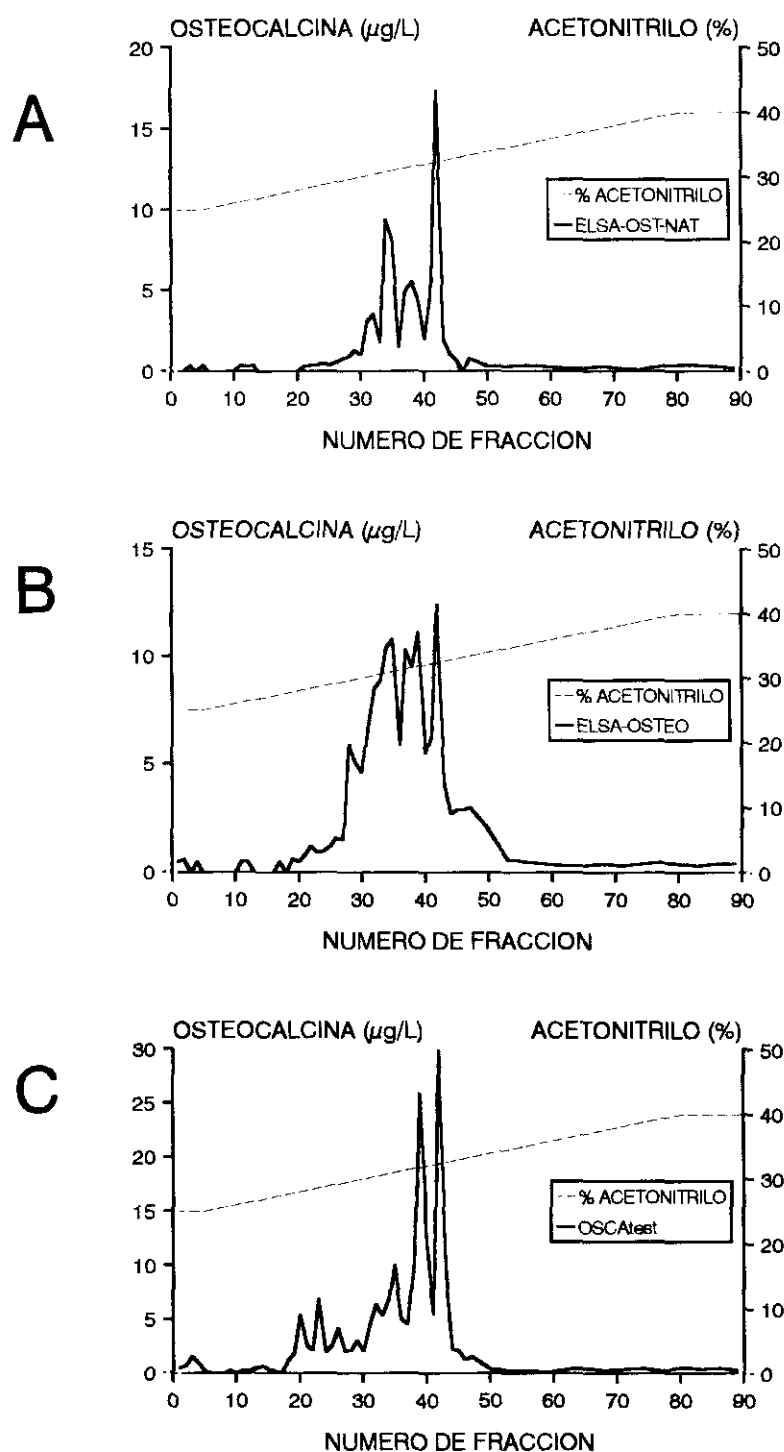 A
OSTEOCALCINA (µg/L) ACETONITRILO (%)
20 50
15 40
10 30
5 20
0 10
0
% ACETONITRILO
ELSA-OST-NAT
0 10 20 30 40 50 60 70 80 90
NUMERO DE FRACCION
B
OSTEOCALCINA (µg/L) ACETONITRILO (%)
15 50
10 40
5 30
0 20
10
0
% ACETONITRILO
ELSA-OSTEO
0 10 20 30 40 50 60 70 80 90
NUMERO DE FRACCION
C
OSTEOCALCINA (µg/L) ACETONITRILO (%)
30 50
25 40
20 30
15 20
10 10
5 0
0
% ACETONITRILO
OSCAtest
0 10 20 30 40 50 60 70 80 90
NUMERO DE FRACCION